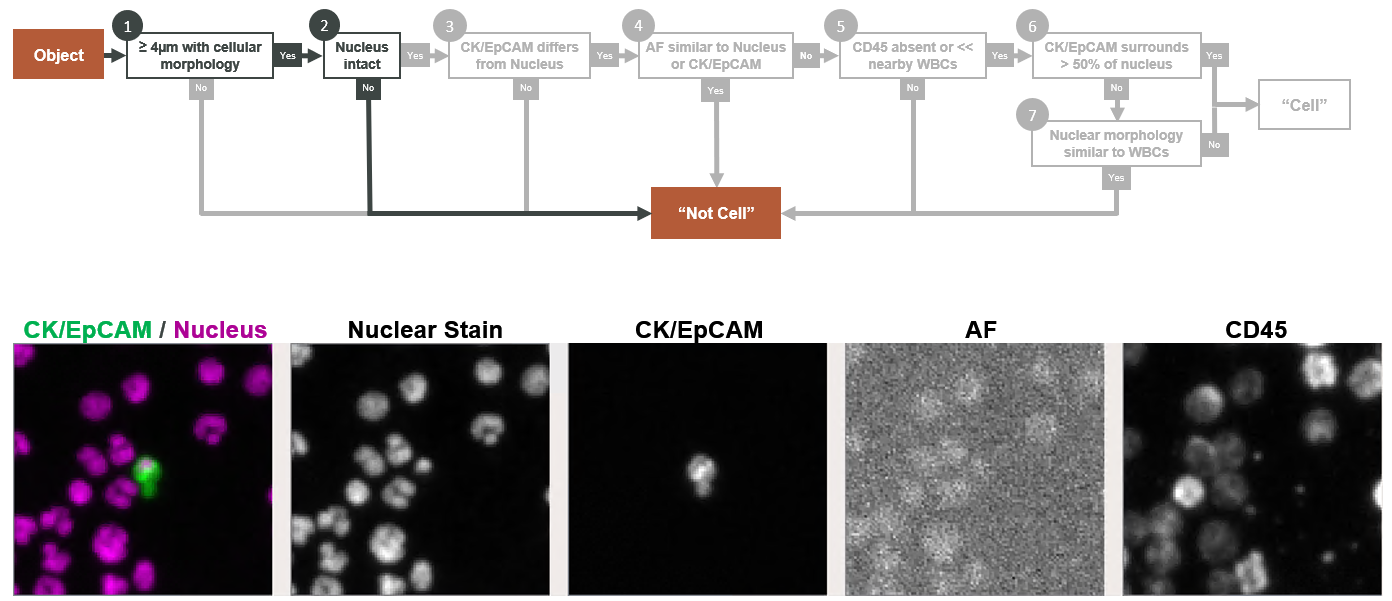 Object
1
≥ 4µm with cellular
morphology
Yes
No
2
Nucleus
intact
Yes
No
3
CK/EpCAM differs
from Nucleus
Yes
No
4
AF similar to Nucleus
or CK/EpCAM
No
Yes
5
CD45 absent or <<
nearby WBCs
Yes
No
6
CK/EpCAM surrounds
> 50% of nucleus
Yes
No
7
Nuclear morphology
similar to WBCs
No
Yes
“Cell”
“Not Cell”
CK/EpCAM / Nucleus
Nuclear Stain
CK/EpCAM
AF
CD45